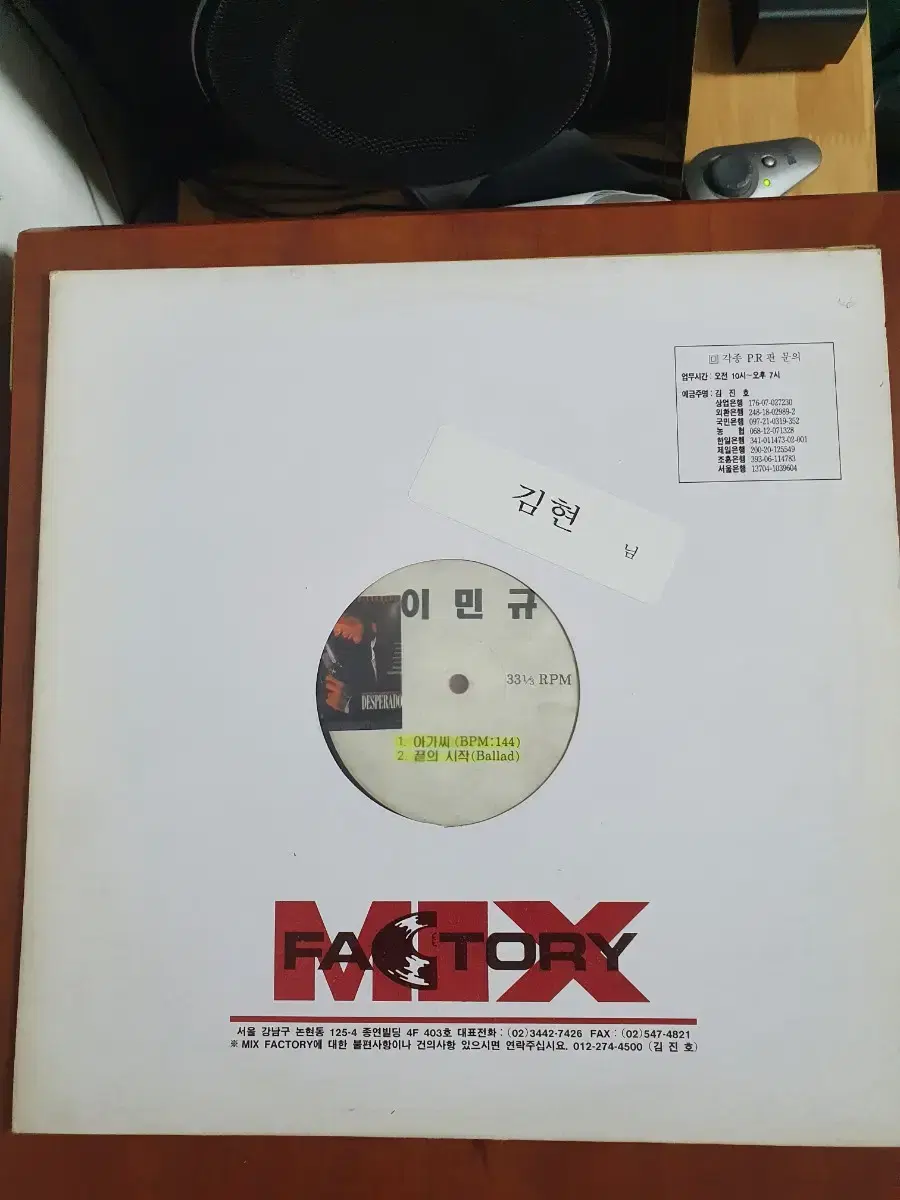 回 각종 P.R 판 문의
업무시간 : 오전 10시~오후 7시
예금주명 : 김 진 호
상업은행 176-07-027230
외환은행 248-18-02989-2
국민은행 097-21-0319-352
농 협 068-12-071328
한일은행 341-011473-02-001
제일은행 200-20-125549
조흥은행 393-06-114783
서울은행 13704-1039604
김현 님
이 민 규
DESPERADO
33⅓ RPM
1. 아가씨 (BPM:144)
2. 끝의 시작(Ballad)
MIX
FACTORY
서울 강남구 논현동 125-4 종연빌딩 4F 403호 대표전화 : (02)3442-7426 FAX : (02)547-4821
※ MIX FACTORY에 대한 불편사항이나 건의사항 있으시면 연락주십시요. 012-274-4500 (김 진 호)